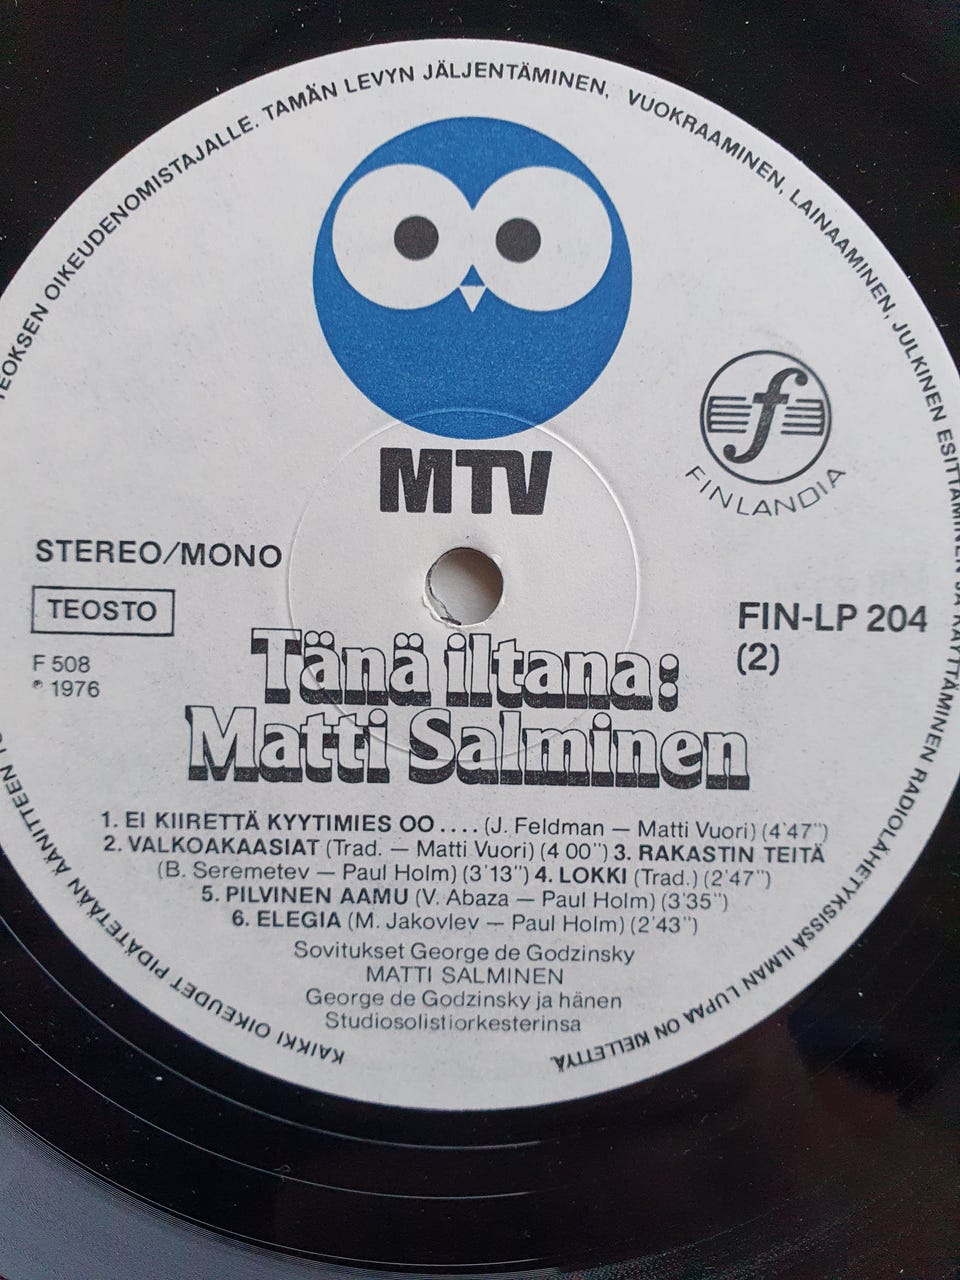 KAIKKI OIKEUDET PIDÄTETÄÄN ÄÄNITTEEN
TEOKSEN OIKEUDENOMISTAJALLE. TÄMÄN LEVYN JÄLJENTÄMINEN, VUOKRAAMINEN, LAINAAMINEN, JULKINEN ESITTÄMINEN JA KÄYTTÄMINEN RADIOLÄHETYKSISSÄ ILMAN LUPAA ON KIELLETTYÄ.
MTV
f
FINLANDIA
STEREO/MONO
TEOSTO
F 508
℗ 1976
FIN-LP 204
(2)
Tänä iltana:
Matti Salminen
1. EI KIIRETTÄ KYYTIMIES OO .... (J. Feldman — Matti Vuori) (4'47")
2. VALKOAKAASIAT (Trad. — Matti Vuori) (4 00") 3. RAKASTIN TEITÄ
(B. Seremetev — Paul Holm) (3'13") 4. LOKKI (Trad.) (2'47")
5. PILVINEN AAMU (V. Abaza — Paul Holm) (3'35")
6. ELEGIA (M. Jakovlev — Paul Holm) (2'43")
Sovitukset George de Godzinsky
MATTI SALMINEN
George de Godzinsky ja hänen
Studiosolistiorkesterinsa